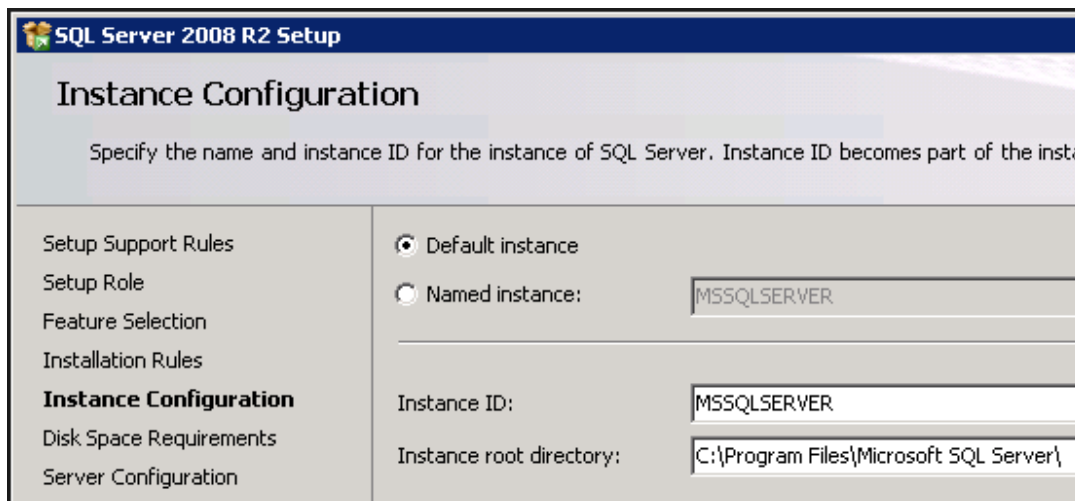 SQL Server 2008 R2 Setup
Instance Configuration
Specify the name and instance ID for the instance of SQL Server. Instance ID becomes part of the
Setup Support Rules
Setup Role
Feature Selection
Installation Rules
Instance Configuration
Disk Space Requirements
Server Configuration
Default instance
Named instance: MSSQLSERVER
Instance ID: MSSQLSERVER
Instance root directory: C:\Program Files\Microsoft SQL Server\